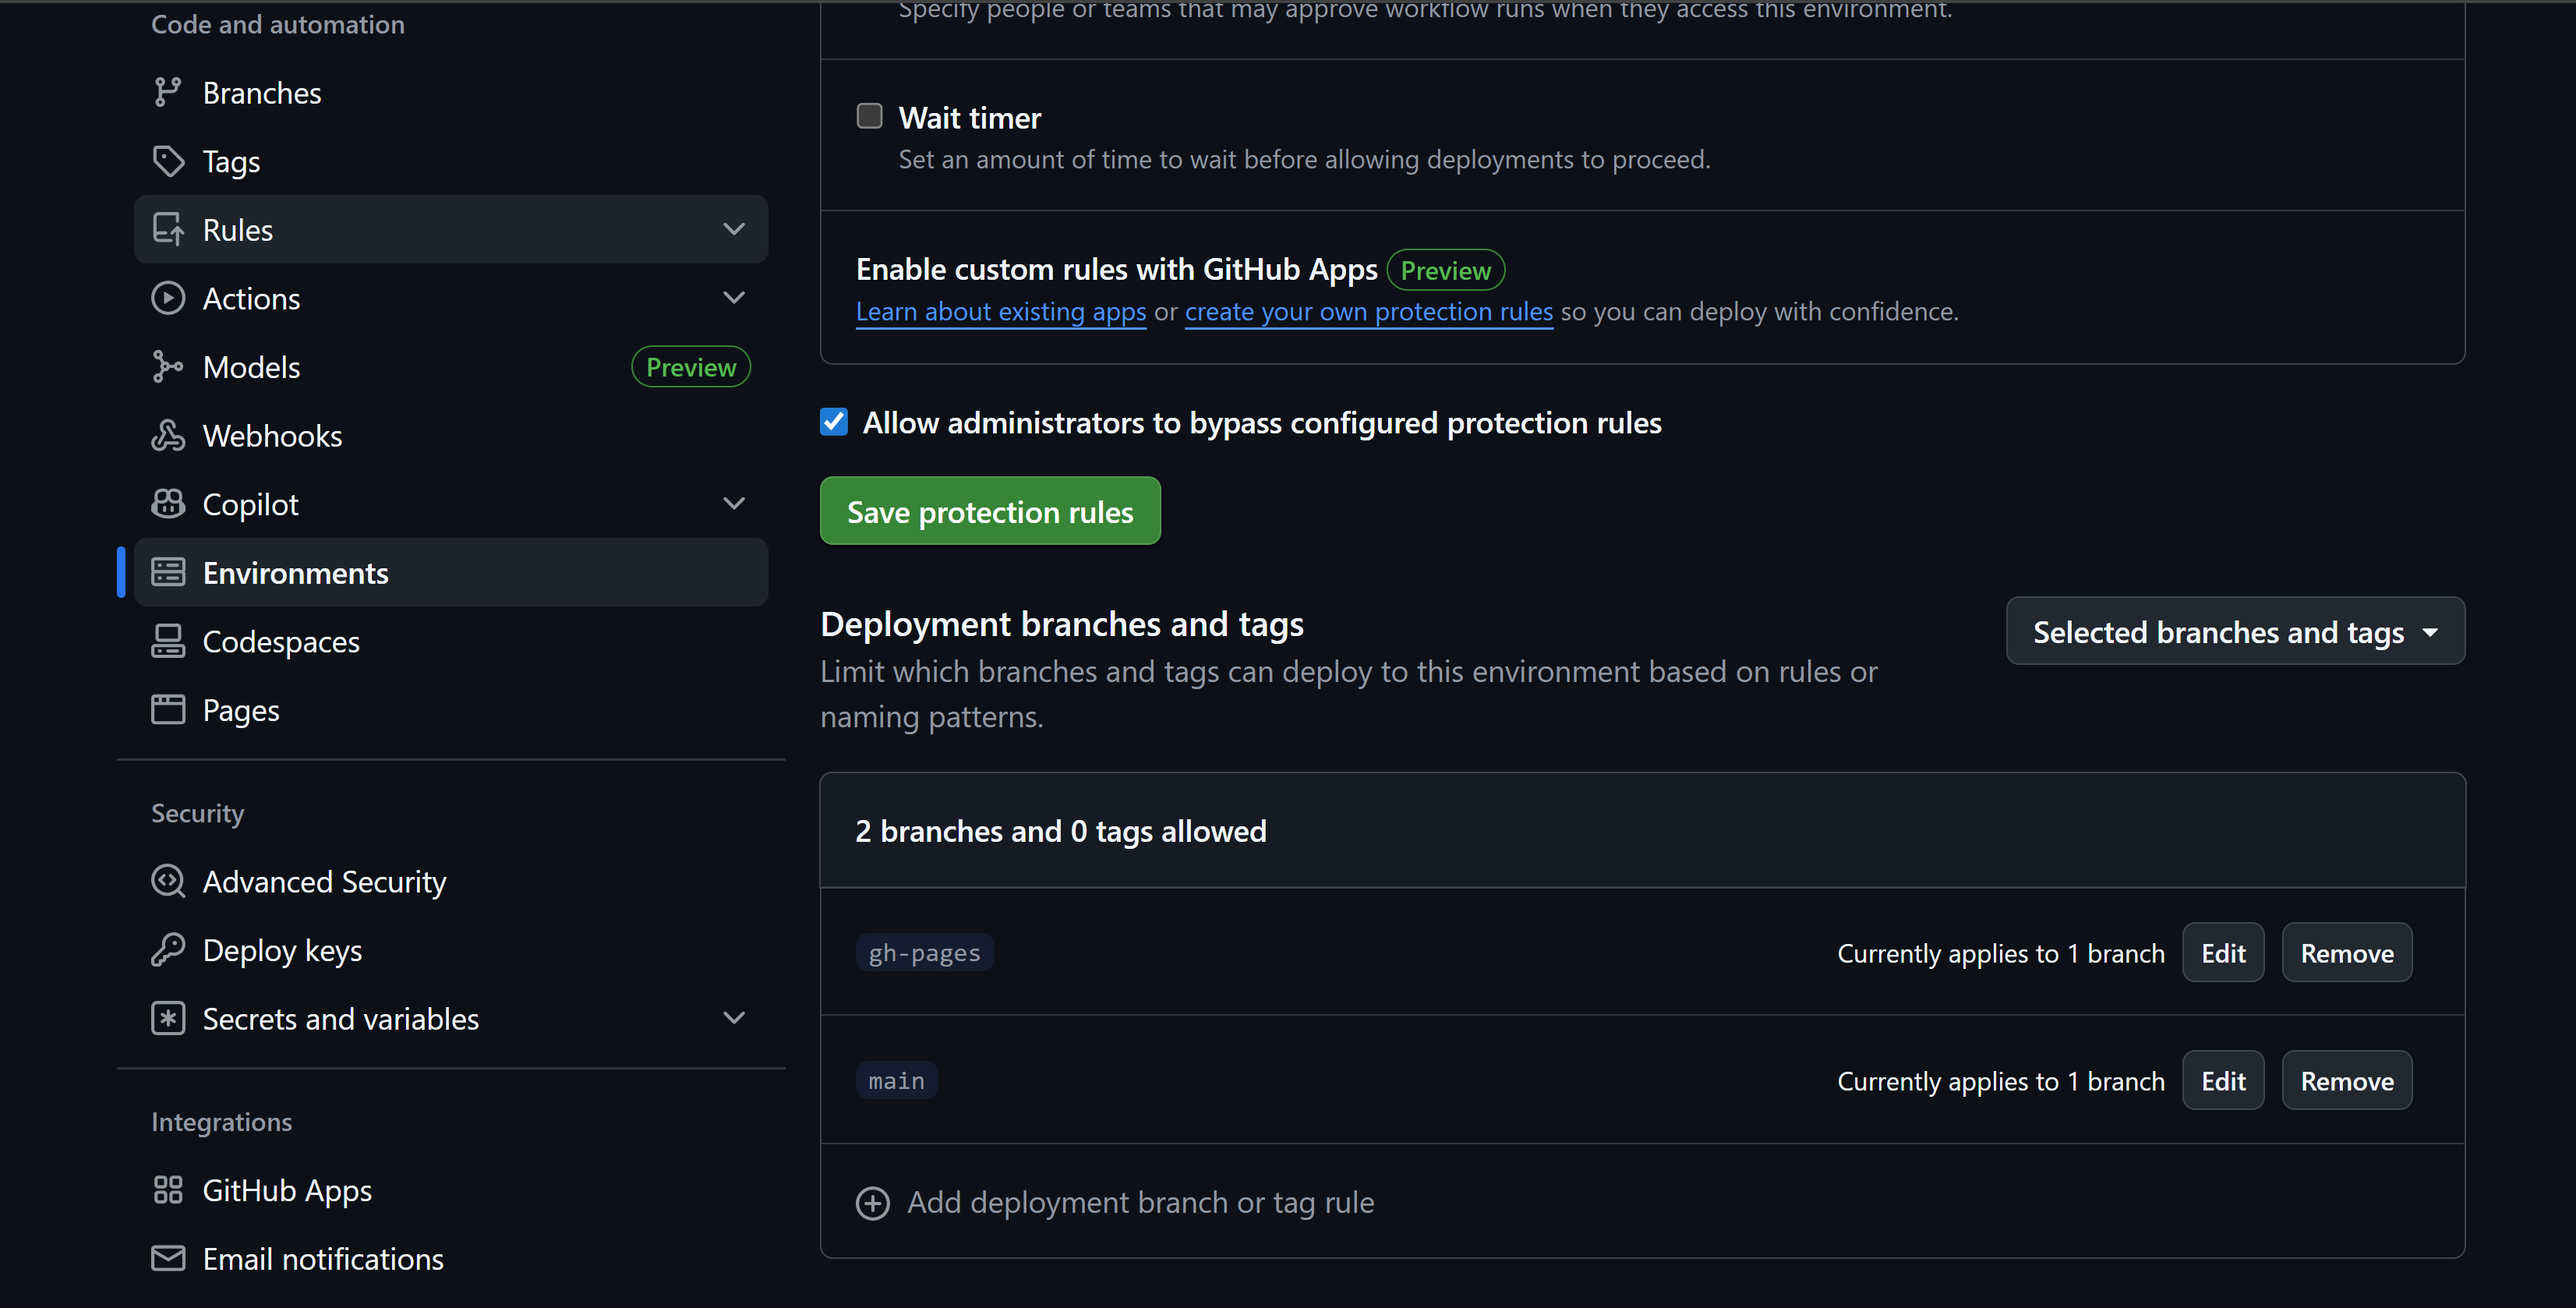 Code and automation
Branches
Tags
Rules
Actions
Models Preview
Webhooks
Copilot
Environments
Codespaces
Pages
Security
Advanced Security
Deploy keys
Secrets and variables
Integrations
GitHub Apps
Email notifications
Specify people or teams that may approve workflow runs when they access this environment.
Wait timer
Set an amount of time to wait before allowing deployments to proceed.
Enable custom rules with GitHub Apps Preview
Learn about existing apps or create your own protection rules so you can deploy with confidence.
Allow administrators to bypass configured protection rules
Save protection rules
Deployment branches and tags
Selected branches and tags
Limit which branches and tags can deploy to this environment based on rules or
naming patterns.
2 branches and 0 tags allowed
gh-pages Currently applies to 1 branch Edit Remove
main Currently applies to 1 branch Edit Remove
Add deployment branch or tag rule